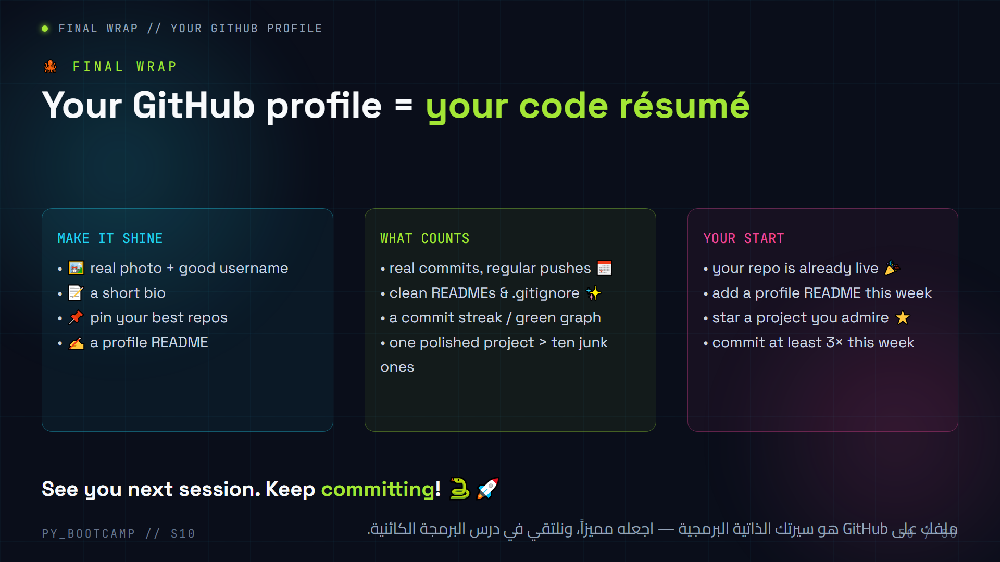 FINAL WRAP // YOUR GITHUB PROFILE
🐙 FINAL WRAP
Your GitHub profile = your code résumé
MAKE IT SHINE
• 🖼️ real photo + good username
• 📝 a short bio
• 📌 pin your best repos
• ✍️ a profile README
WHAT COUNTS
• real commits, regular pushes 📅
• clean READMEs & .gitignore ✨
• a commit streak / green graph
• one polished project > ten junk
ones
YOUR START
• your repo is already live 🎉
• add a profile README this week
• star a project you admire ⭐
• commit at least 3× this week
See you next session. Keep committing! 🐍 🚀
ملفك على GitHub هو سيرتك الذاتية البرمجية — اجعله مميزاً، ونلتقي في درس البرمجة الكائنية.
PY_BOOTCAMP // S10
50 / 50